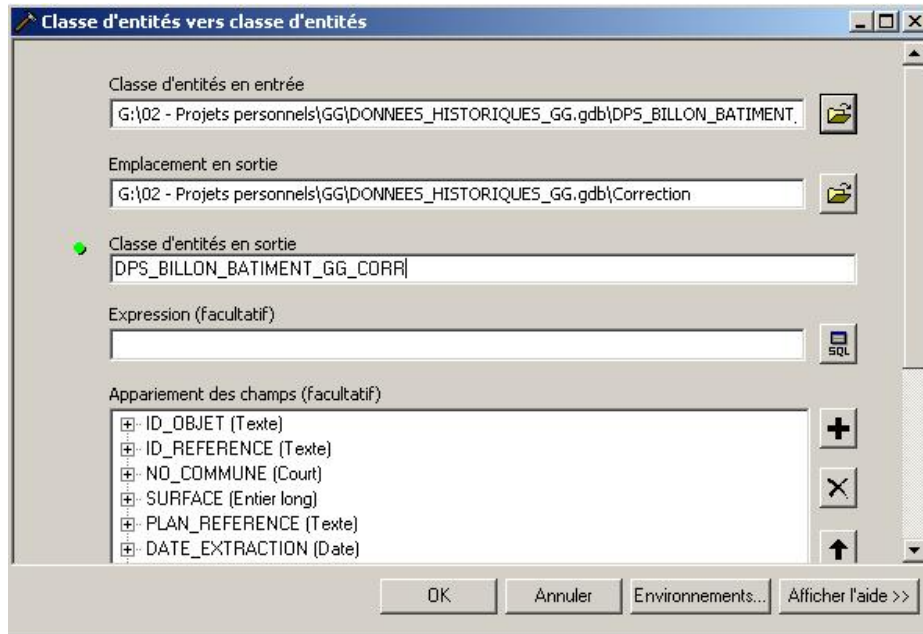 Classe d'entités vers classe d'entités
Classe d'entités en entrée
G:\02 - Projets personnels\GG\DONNEES_HISTORIQUES_GG.gdb\DPS_BILLON_BATIMENT_
Emplacement en sortie
G:\02 - Projets personnels\GG\DONNEES_HISTORIQUES_GG.gdb\Correction
Classe d'entités en sortie
DPS_BILLON_BATIMENT_GG_CORR
Expression (facultatif)
SQL
Appariement des champs (facultatif)
ID_OBJET (Texte)
ID_REFERENCE (Texte)
NO_COMMUNE (Court)
SURFACE (Entier long)
PLAN_REFERENCE (Texte)
DATE_EXTRACTION (Date)
OK Annuler Environnements... Afficher l'aide >>